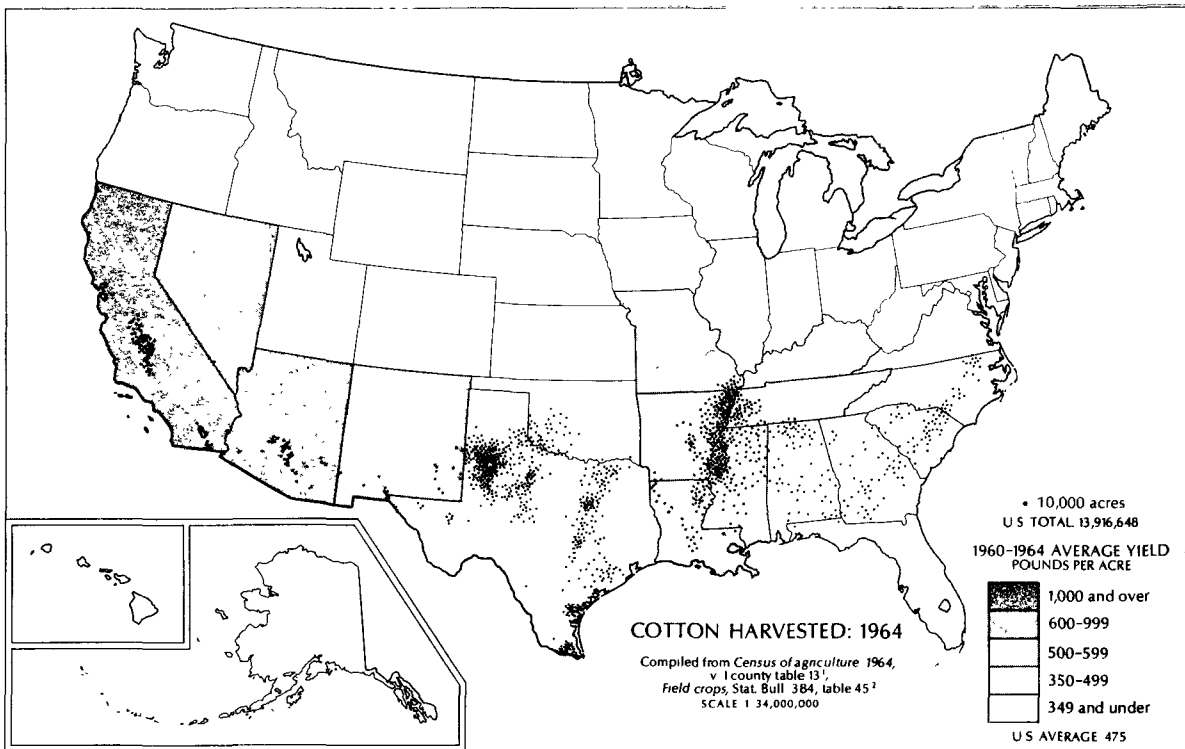 • 10,000 acres
U S TOTAL 13,916,648
1960-1964 AVERAGE YIELD
POUNDS PER ACRE
1,000 and over
600-999
500-599
350-499
349 and under
U S AVERAGE 475
COTTON HARVESTED: 1964
Compiled from Census of agriculture 1964,
v 1 county table 13¹,
Field crops, Stat. Bull 384, table 45²
SCALE 1 34,000,000